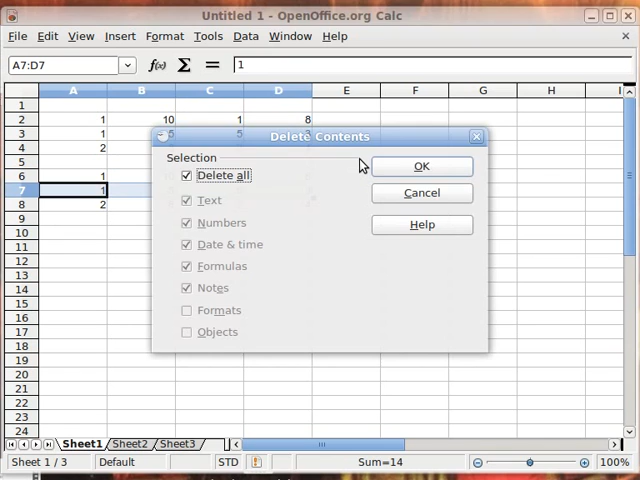 Untitled 1 - OpenOffice.org Calc
File Edit View Insert Format Tools Data Window Help
A7:D7 f(x) Σ = 1
A B C D E F G H I
1
2 1 10 1 8
3 1 5 5
4 2
5
6 1
7 1
8 2
9
10
11
12
13
14
15
16
17
18
19
20
21
22
23
24
Delete Contents
Selection
Delete all
Text
Numbers
Date & time
Formulas
Notes
Formats
Objects
OK
Cancel
Help
Sheet1 Sheet2 Sheet3
Sheet 1 / 3 Default STD Sum=14 100%